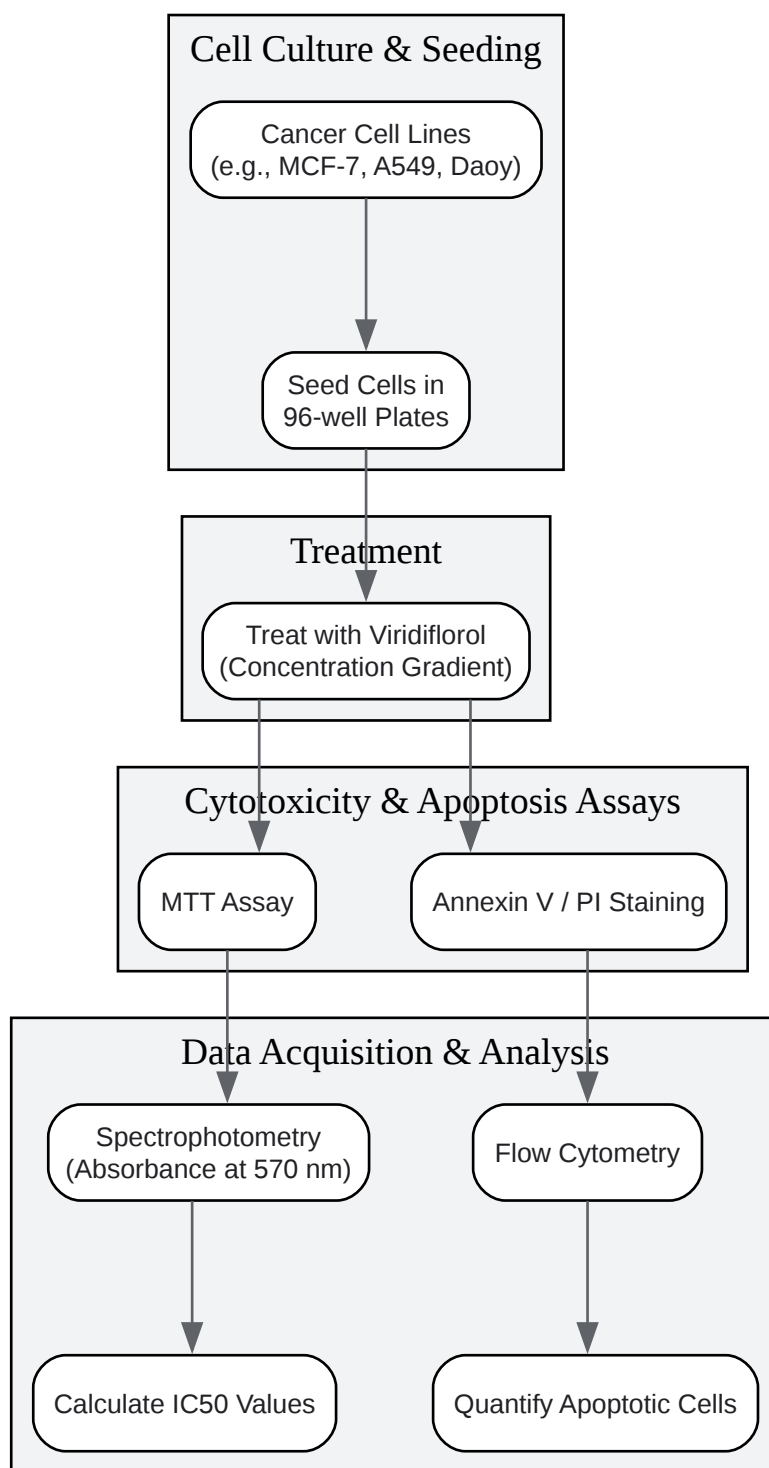 Cell Culture & Seeding
Cancer Cell Lines
(e.g., MCF-7, A549, Daoy)
Seed Cells in
96-well Plates
Treatment
Treat with Viridiflorol
(Concentration Gradient)
Cytotoxicity & Apoptosis Assays
MTT Assay
Annexin V / PI Staining
Data Acquisition & Analysis
Spectrophotometry
(Absorbance at 570 nm)
Flow Cytometry
Calculate IC50 Values
Quantify Apoptotic Cells